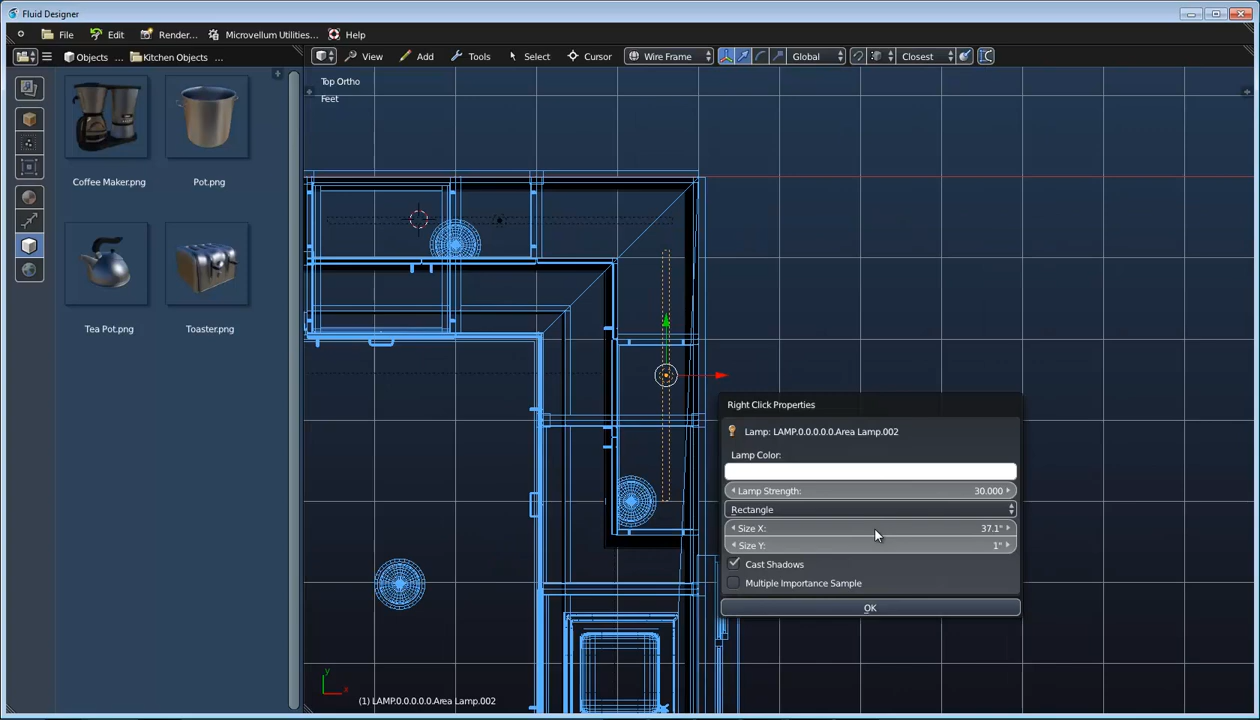 Fluid Designer
File Edit Render... Microvellum Utilities... Help
Objects ... Kitchen Objects ... View Add Tools Select Cursor Wire Frame Global Closest
Top Ortho
Feet
Coffee Maker.png Pot.png
Tea Pot.png Toaster.png
Right Click Properties
Lamp: LAMP.0.0.0.0.0.Area Lamp.002
Lamp Color:
Lamp Strength: 30.000
Rectangle
Size X: 37.1"
Size Y: 1"
Cast Shadows
Multiple Importance Sample
OK
y
x
(1) LAMP.0.0.0.0.0.Area Lamp.002